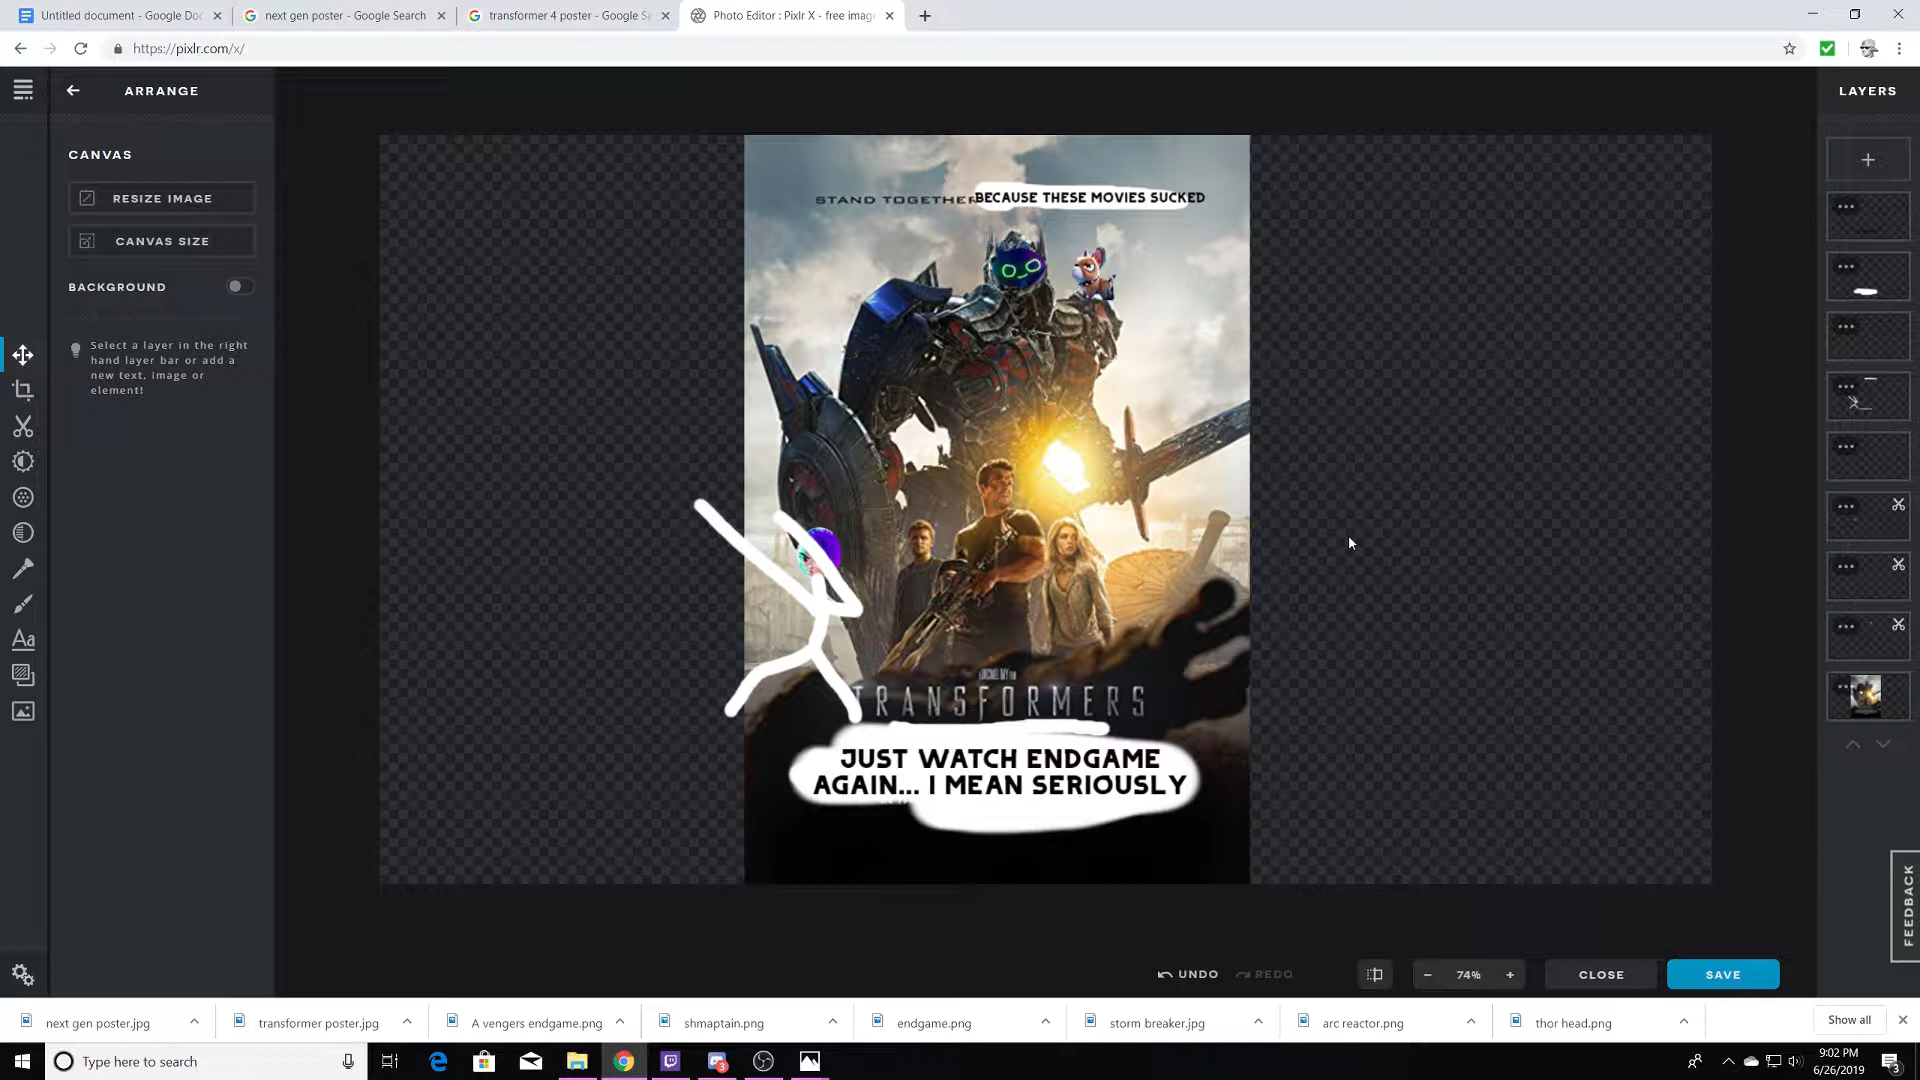 Untitled document - Google Doc
next gen poster - Google Search
transformer 4 poster - Google Se
Photo Editor : Pixlr X - free imag
https://pixlr.com/x/
ARRANGE
LAYERS
CANVAS
RESIZE IMAGE
CANVAS SIZE
BACKGROUND
Select a layer in the right
hand layer bar or add a
new text, image or
element!
STAND TOGETHER BECAUSE THESE MOVIES SUCKED
TRANSFORMERS
JUST WATCH ENDGAME
AGAIN... I MEAN SERIOUSLY
Aa
FEEDBACK
UNDO
REDO
74%
CLOSE
SAVE
next gen poster.jpg
transformer poster.jpg
A vengers endgame.png
shmaptain.png
endgame.png
storm breaker.jpg
arc reactor.png
thor head.png
Show all
Type here to search
3
9:02 PM
6/26/2019
3